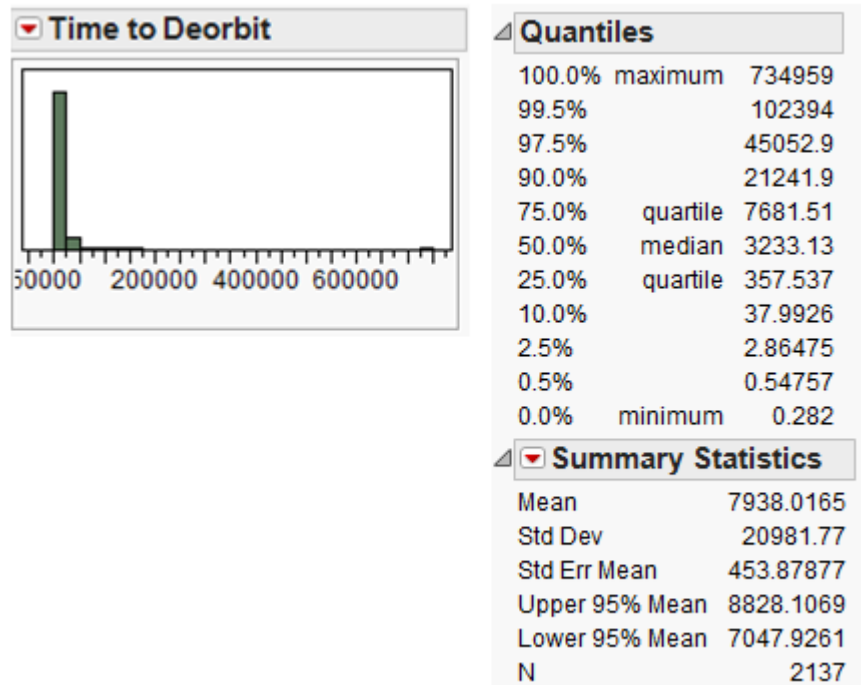 Time to Deorbit
200000 400000 600000
Quantiles
100.0% maximum 734959
99.5% 102394
97.5% 45052.9
90.0% 21241.9
75.0% quartile 7681.51
50.0% median 3233.13
25.0% quartile 357.537
10.0% 37.9926
2.5% 2.86475
0.5% 0.54757
0.0% minimum 0.282
Summary Statistics
Mean 7938.0165
Std Dev 20981.77
Std Err Mean 453.87877
Upper 95% Mean 8828.1069
Lower 95% Mean 7047.9261
N 2137